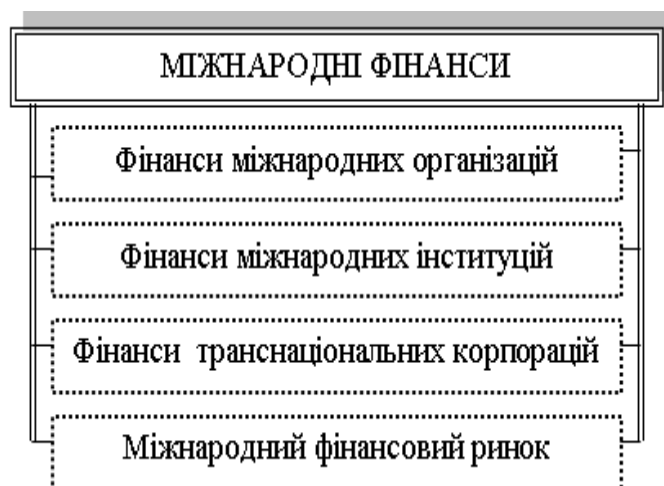 МІЖНАРОДНІ ФІНАНСИ
Фінанси міжнародних організацій
Фінанси міжнародних інституцій
Фінанси транснаціональних корпорацій
Міжнародний фінансовий ринок